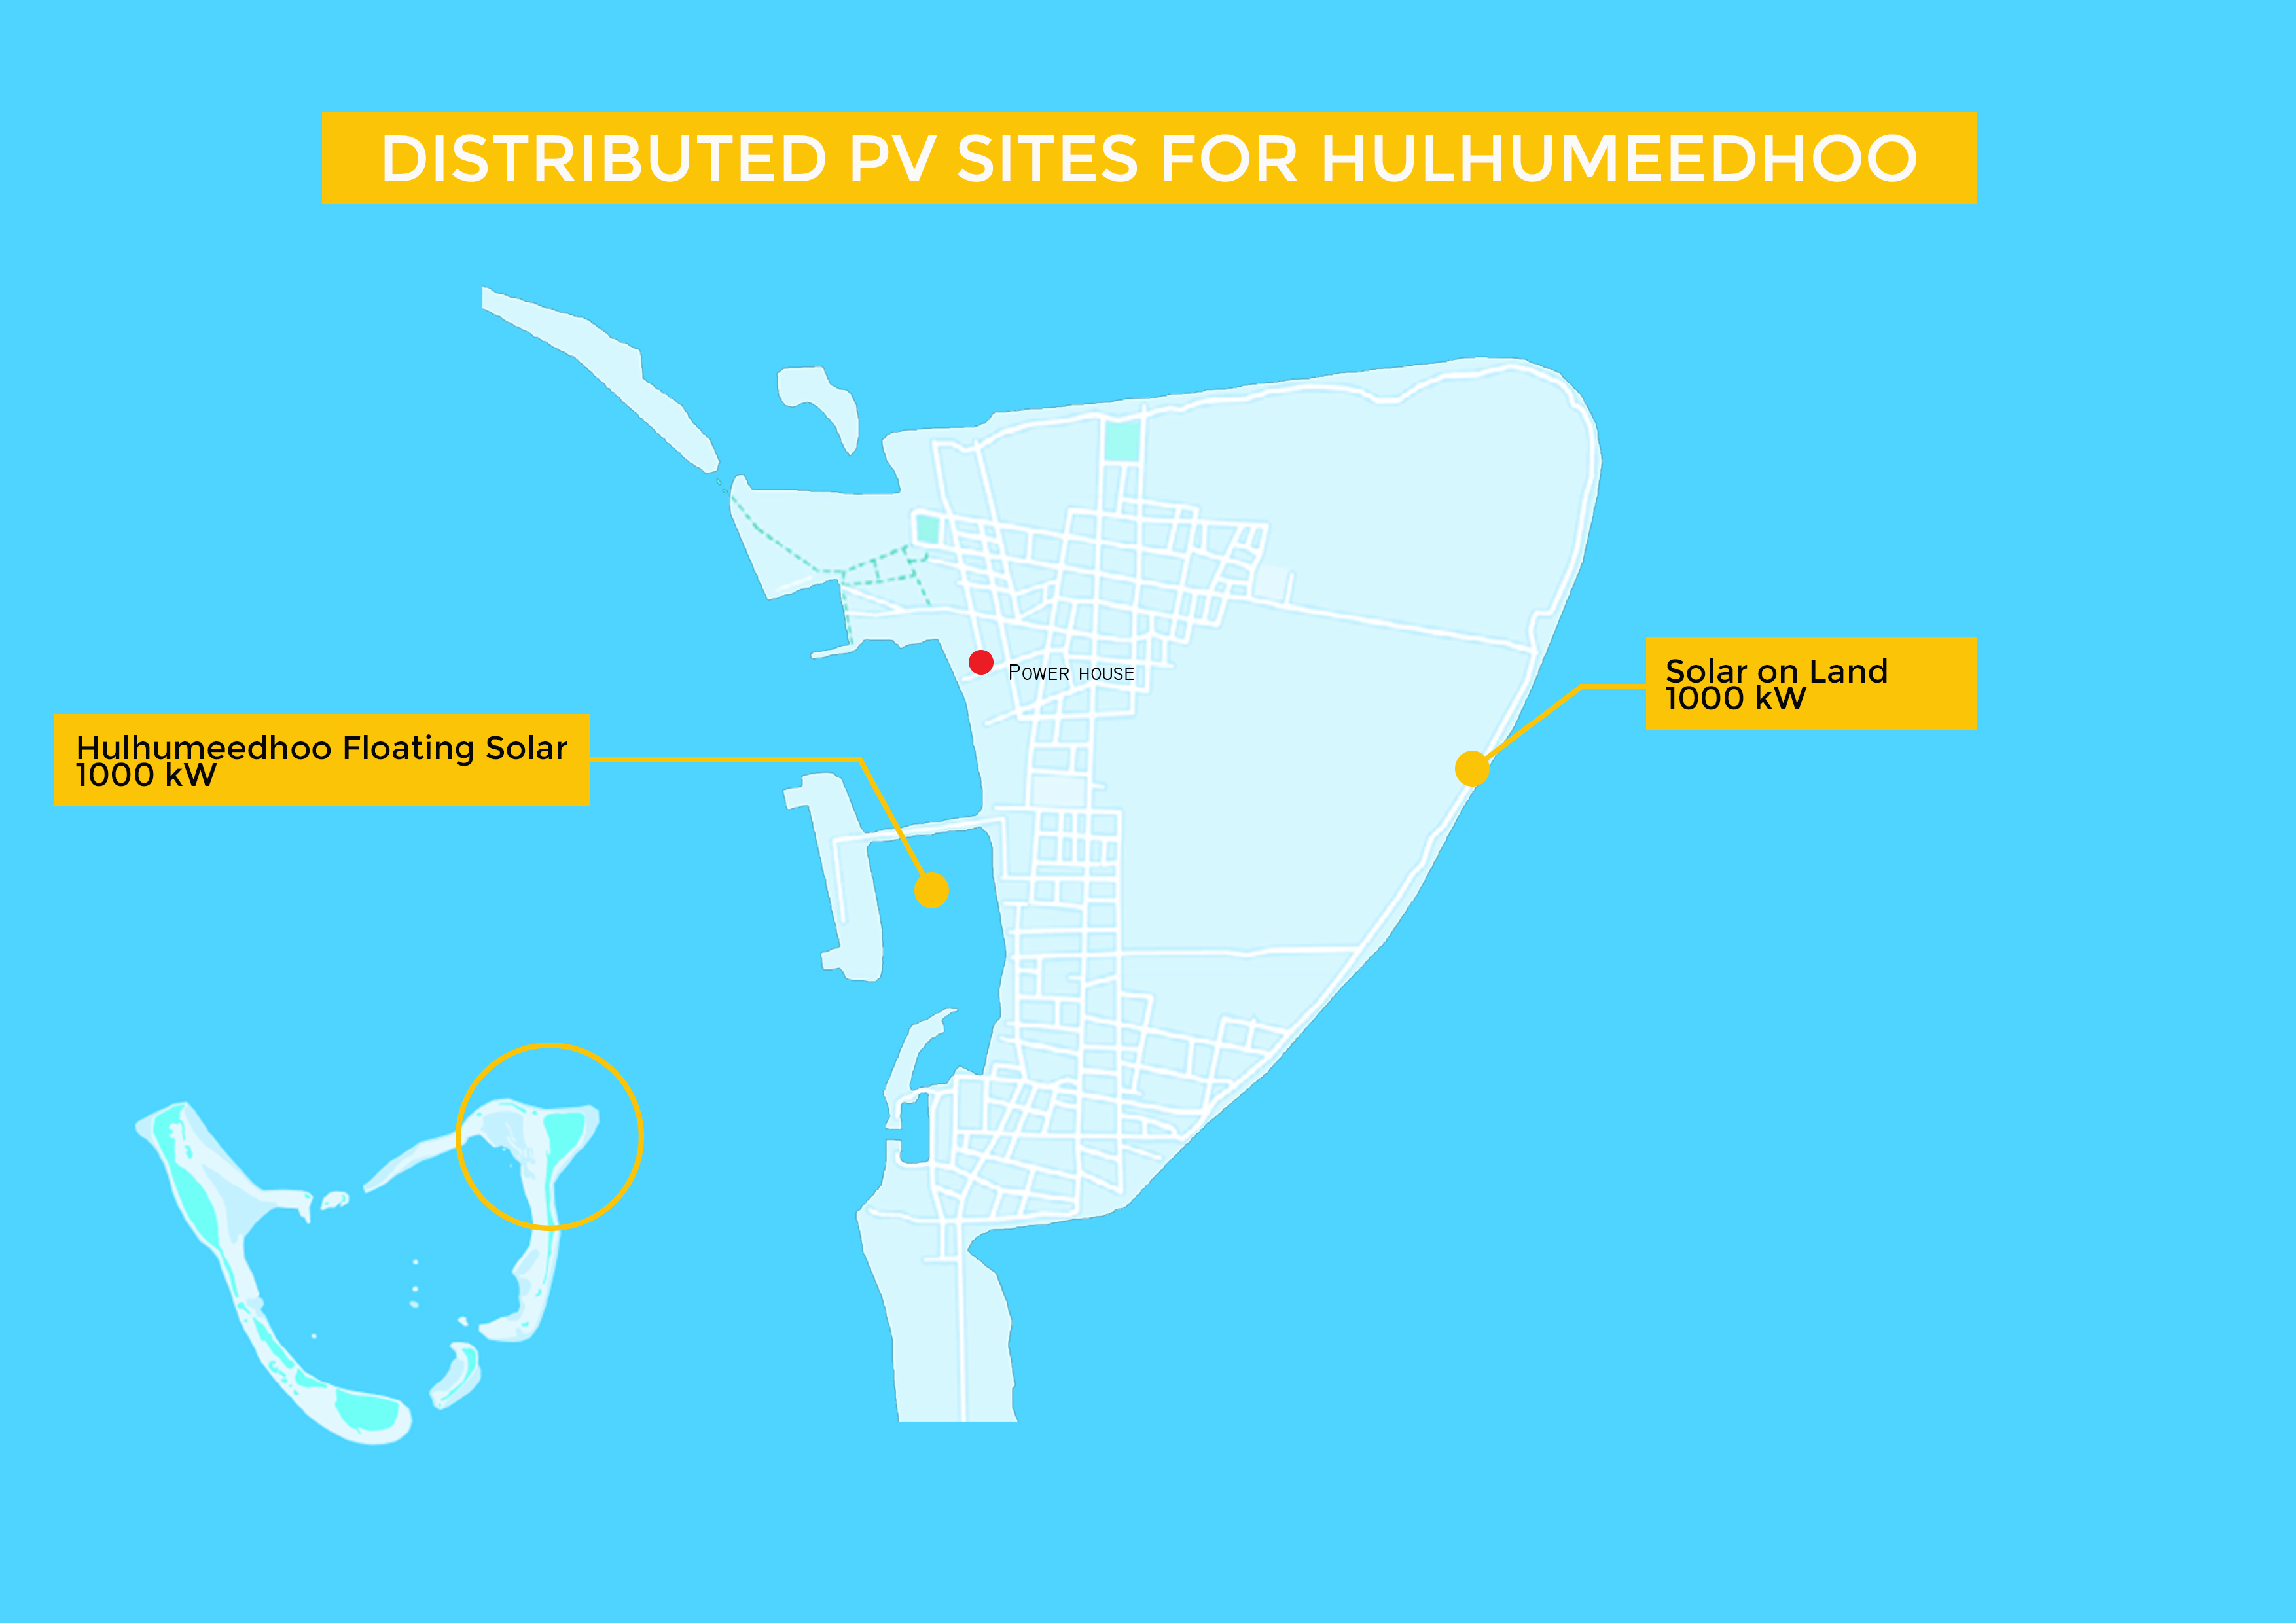 DISTRIBUTED PV SITES FOR HULHUMEEDHOO
Power house
Solar on Land
1000 kW
Hulhumeedhoo Floating Solar
1000 kW